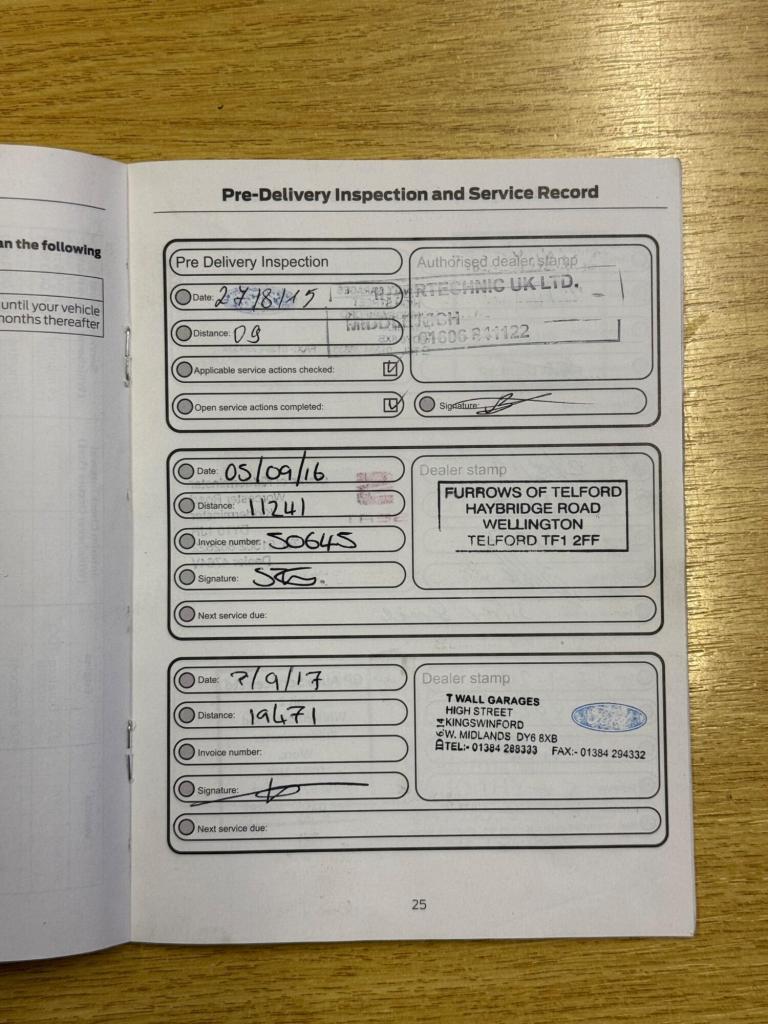 an the following
until your vehicle
months thereafter
Pre-Delivery Inspection and Service Record
Pre Delivery Inspection
Authorised dealer stamp
Date: 27/8/15
RTECHNIC UK LTD.
Distance: 09
01606 841122
Applicable service actions checked:
Open service actions completed:
Signature:
Date: 05/09/16
Dealer stamp
Distance: 11241
Invoice number: 50645
Signature:
FURROWS OF TELFORD
HAYBRIDGE ROAD
WELLINGTON
TELFORD TF1 2FF
Next service due:
Date: 7/9/17
Dealer stamp
Distance: 19471
Invoice number:
Signature:
T WALL GARAGES
HIGH STREET
KINGSWINFORD
W. MIDLANDS DY6 8XB
TEL:- 01384 288333 FAX:- 01384 294332
Next service due:
25